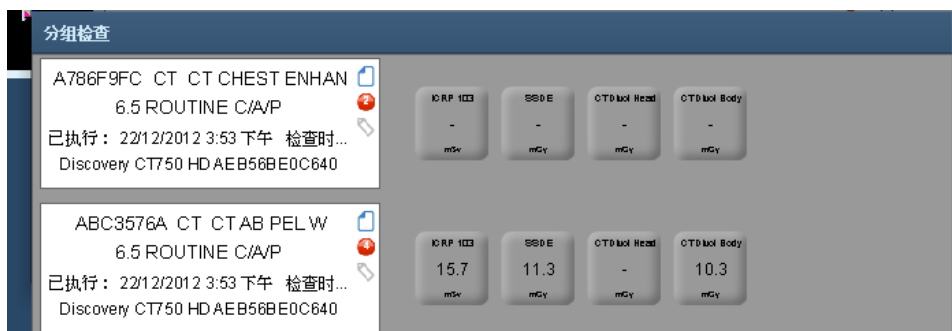 分组检查
A786F9FC CT CT CHEST ENHAN
6.5 ROUTINE C/A/P
2
已执行： 22/12/2012 3:53 下午 检查时...
Discovery CT750 HD AEB56BE0C640
ICRP 103 SSDE CTDIvol Head CTDIvol Body
- - - -
mSv mGy mGy mGy
ABC3576A CT CT AB PEL W
6.5 ROUTINE C/A/P
4
已执行： 22/12/2012 3:53 下午 检查时...
Discovery CT750 HD AEB56BE0C640
ICRP 103 SSDE CTDIvol Head CTDIvol Body
15.7 11.3 - 10.3
mSv mGy mGy mGy